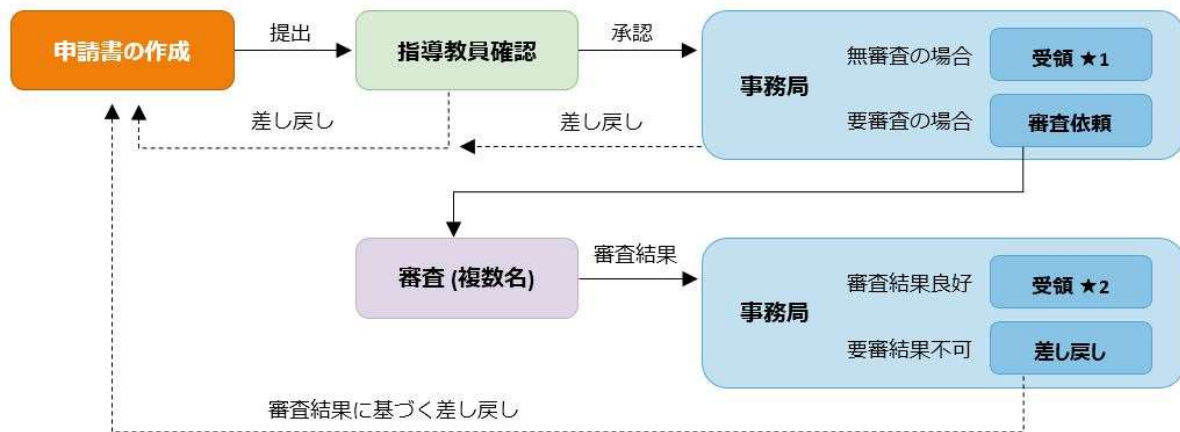 申請書の作成
提出
指導教員確認
承認
事務局
無審査の場合
受領 ★1
要審査の場合
審査依頼
差し戻し
差し戻し
審査 (複数名)
審査結果
事務局
審査結果良好
受領 ★2
要審結果不可
差し戻し
審査結果に基づく差し戻し